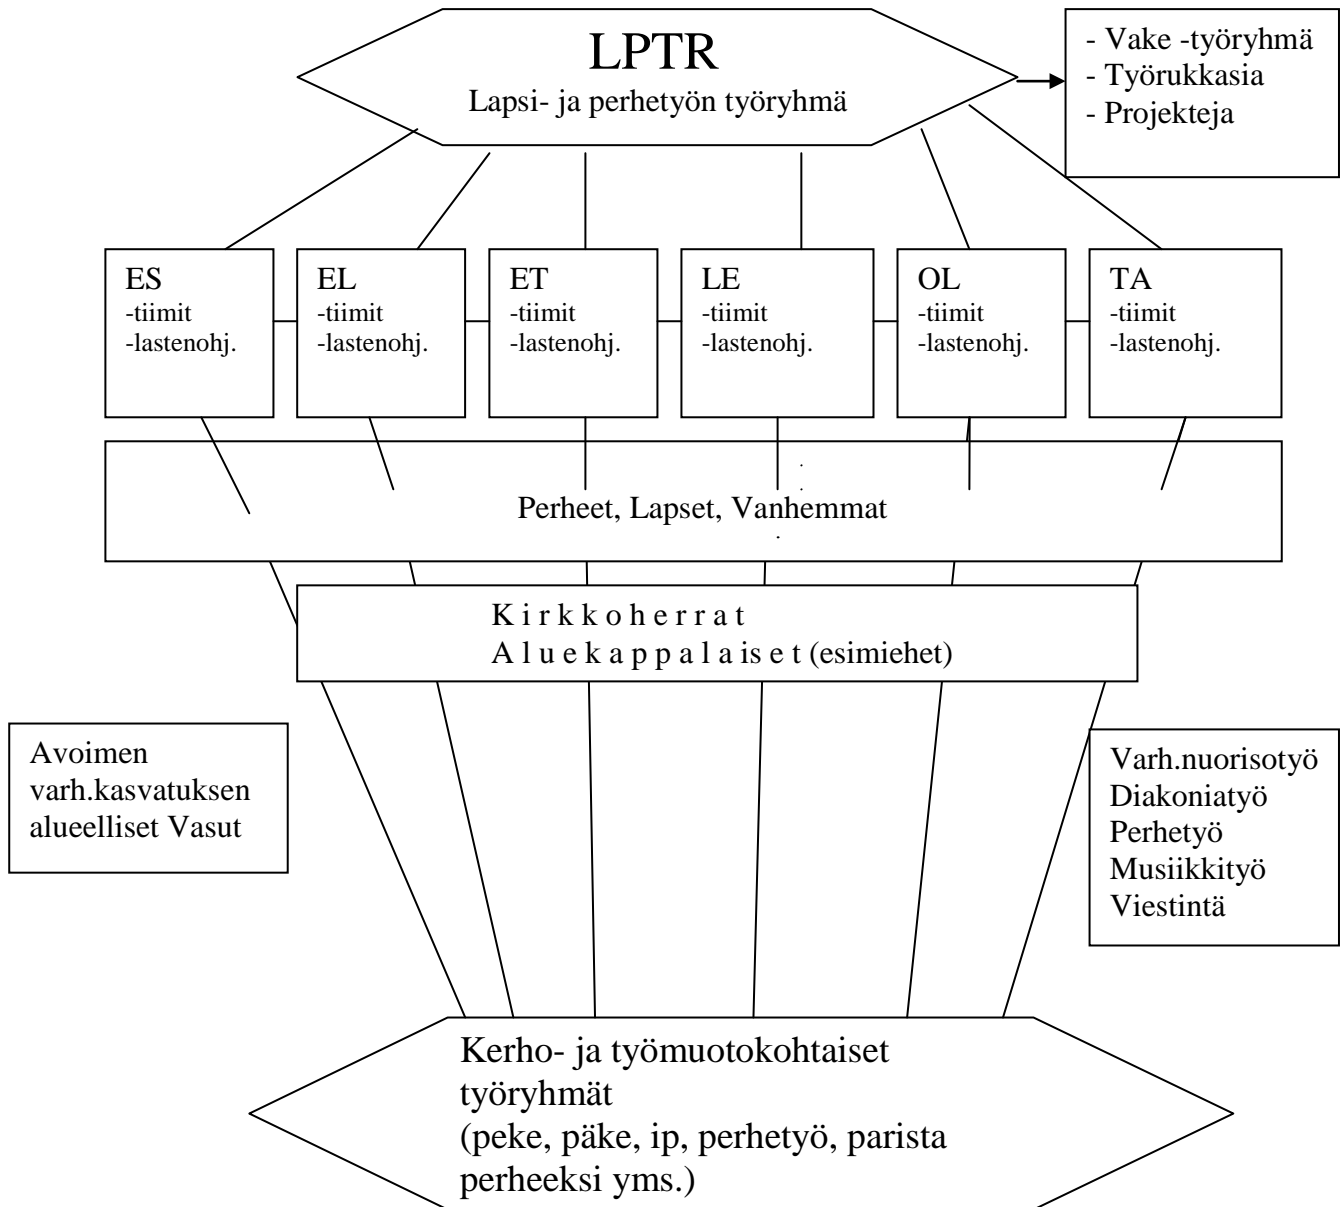 LPTR
Lapsi- ja perhetyön työryhmä
- Vake -työryhmä
- Työrukkasia
- Projekteja
ES
-tiimit
-lastenohj.
EL
-tiimit
-lastenohj.
ET
-tiimit
-lastenohj.
LE
-tiimit
-lastenohj.
OL
-tiimit
-lastenohj.
TA
-tiimit
-lastenohj.
Perheet, Lapset, Vanhemmat
K i r k k o h e r r a t
A l u e k a p p a l a is e t (esimiehet)
Avoimen
varh.kasvatuksen
alueelliset Vasut
Varh.nuorisotyö
Diakoniatyö
Perhetyö
Musiikkityö
Viestintä
Kerho- ja työmuotokohtaiset
työryhmät
(peke, päke, ip, perhetyö, parista
perheeksi yms.)